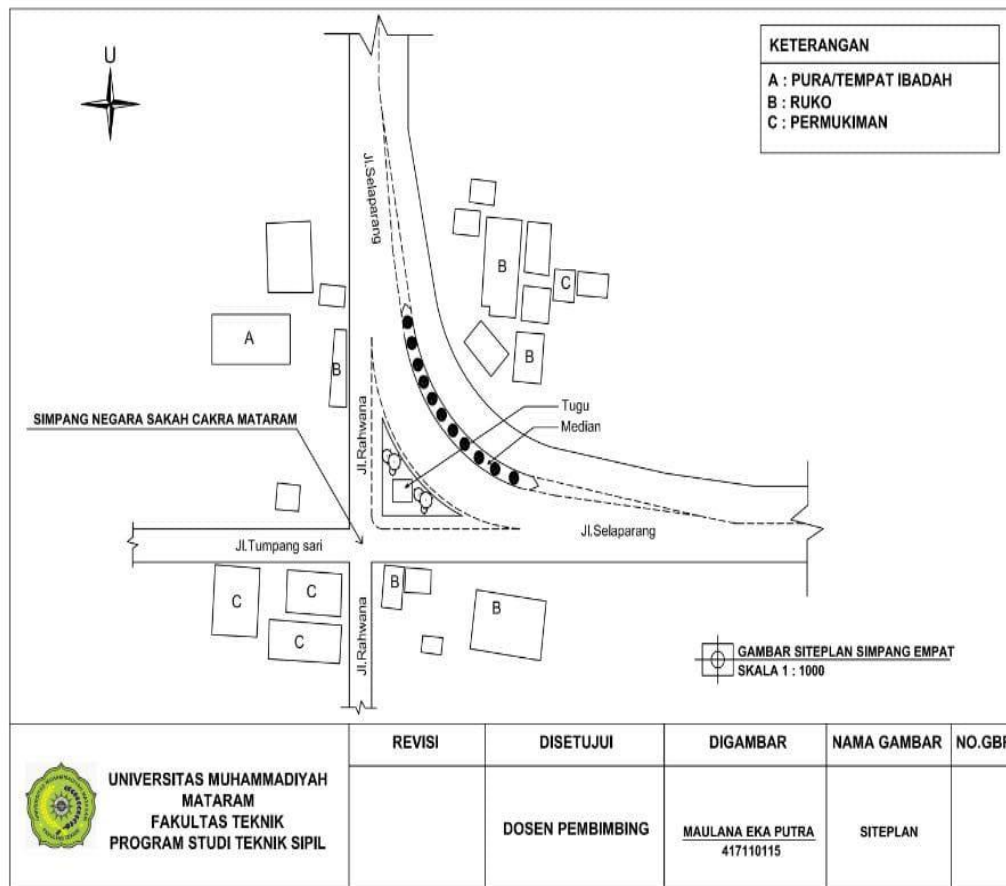 U
KETERANGAN
A : PURA/TEMPAT IBADAH
B : RUKO
C : PERMUKIMAN
Jl.Selaparang
B
C
A
B
B
Tugu
Median
SIMPANG NEGARA SAKAH CAKRA MATARAM
Jl.Rahwana
Jl.Tumpang sari
Jl.Selaparang
C
C
C
B
B
Jl.Rahwana
GAMBAR SITEPLAN SIMPANG EMPAT
SKALA 1 : 1000
UNIVERSITAS MUHAMMADIYAH
MATARAM
FAKULTAS TEKNIK
PROGRAM STUDI TEKNIK SIPIL
REVISI
DISETUJUI
DIGAMBAR
NAMA GAMBAR
NO.GBR
DOSEN PEMBIMBING
MAULANA EKA PUTRA
417110115
SITEPLAN